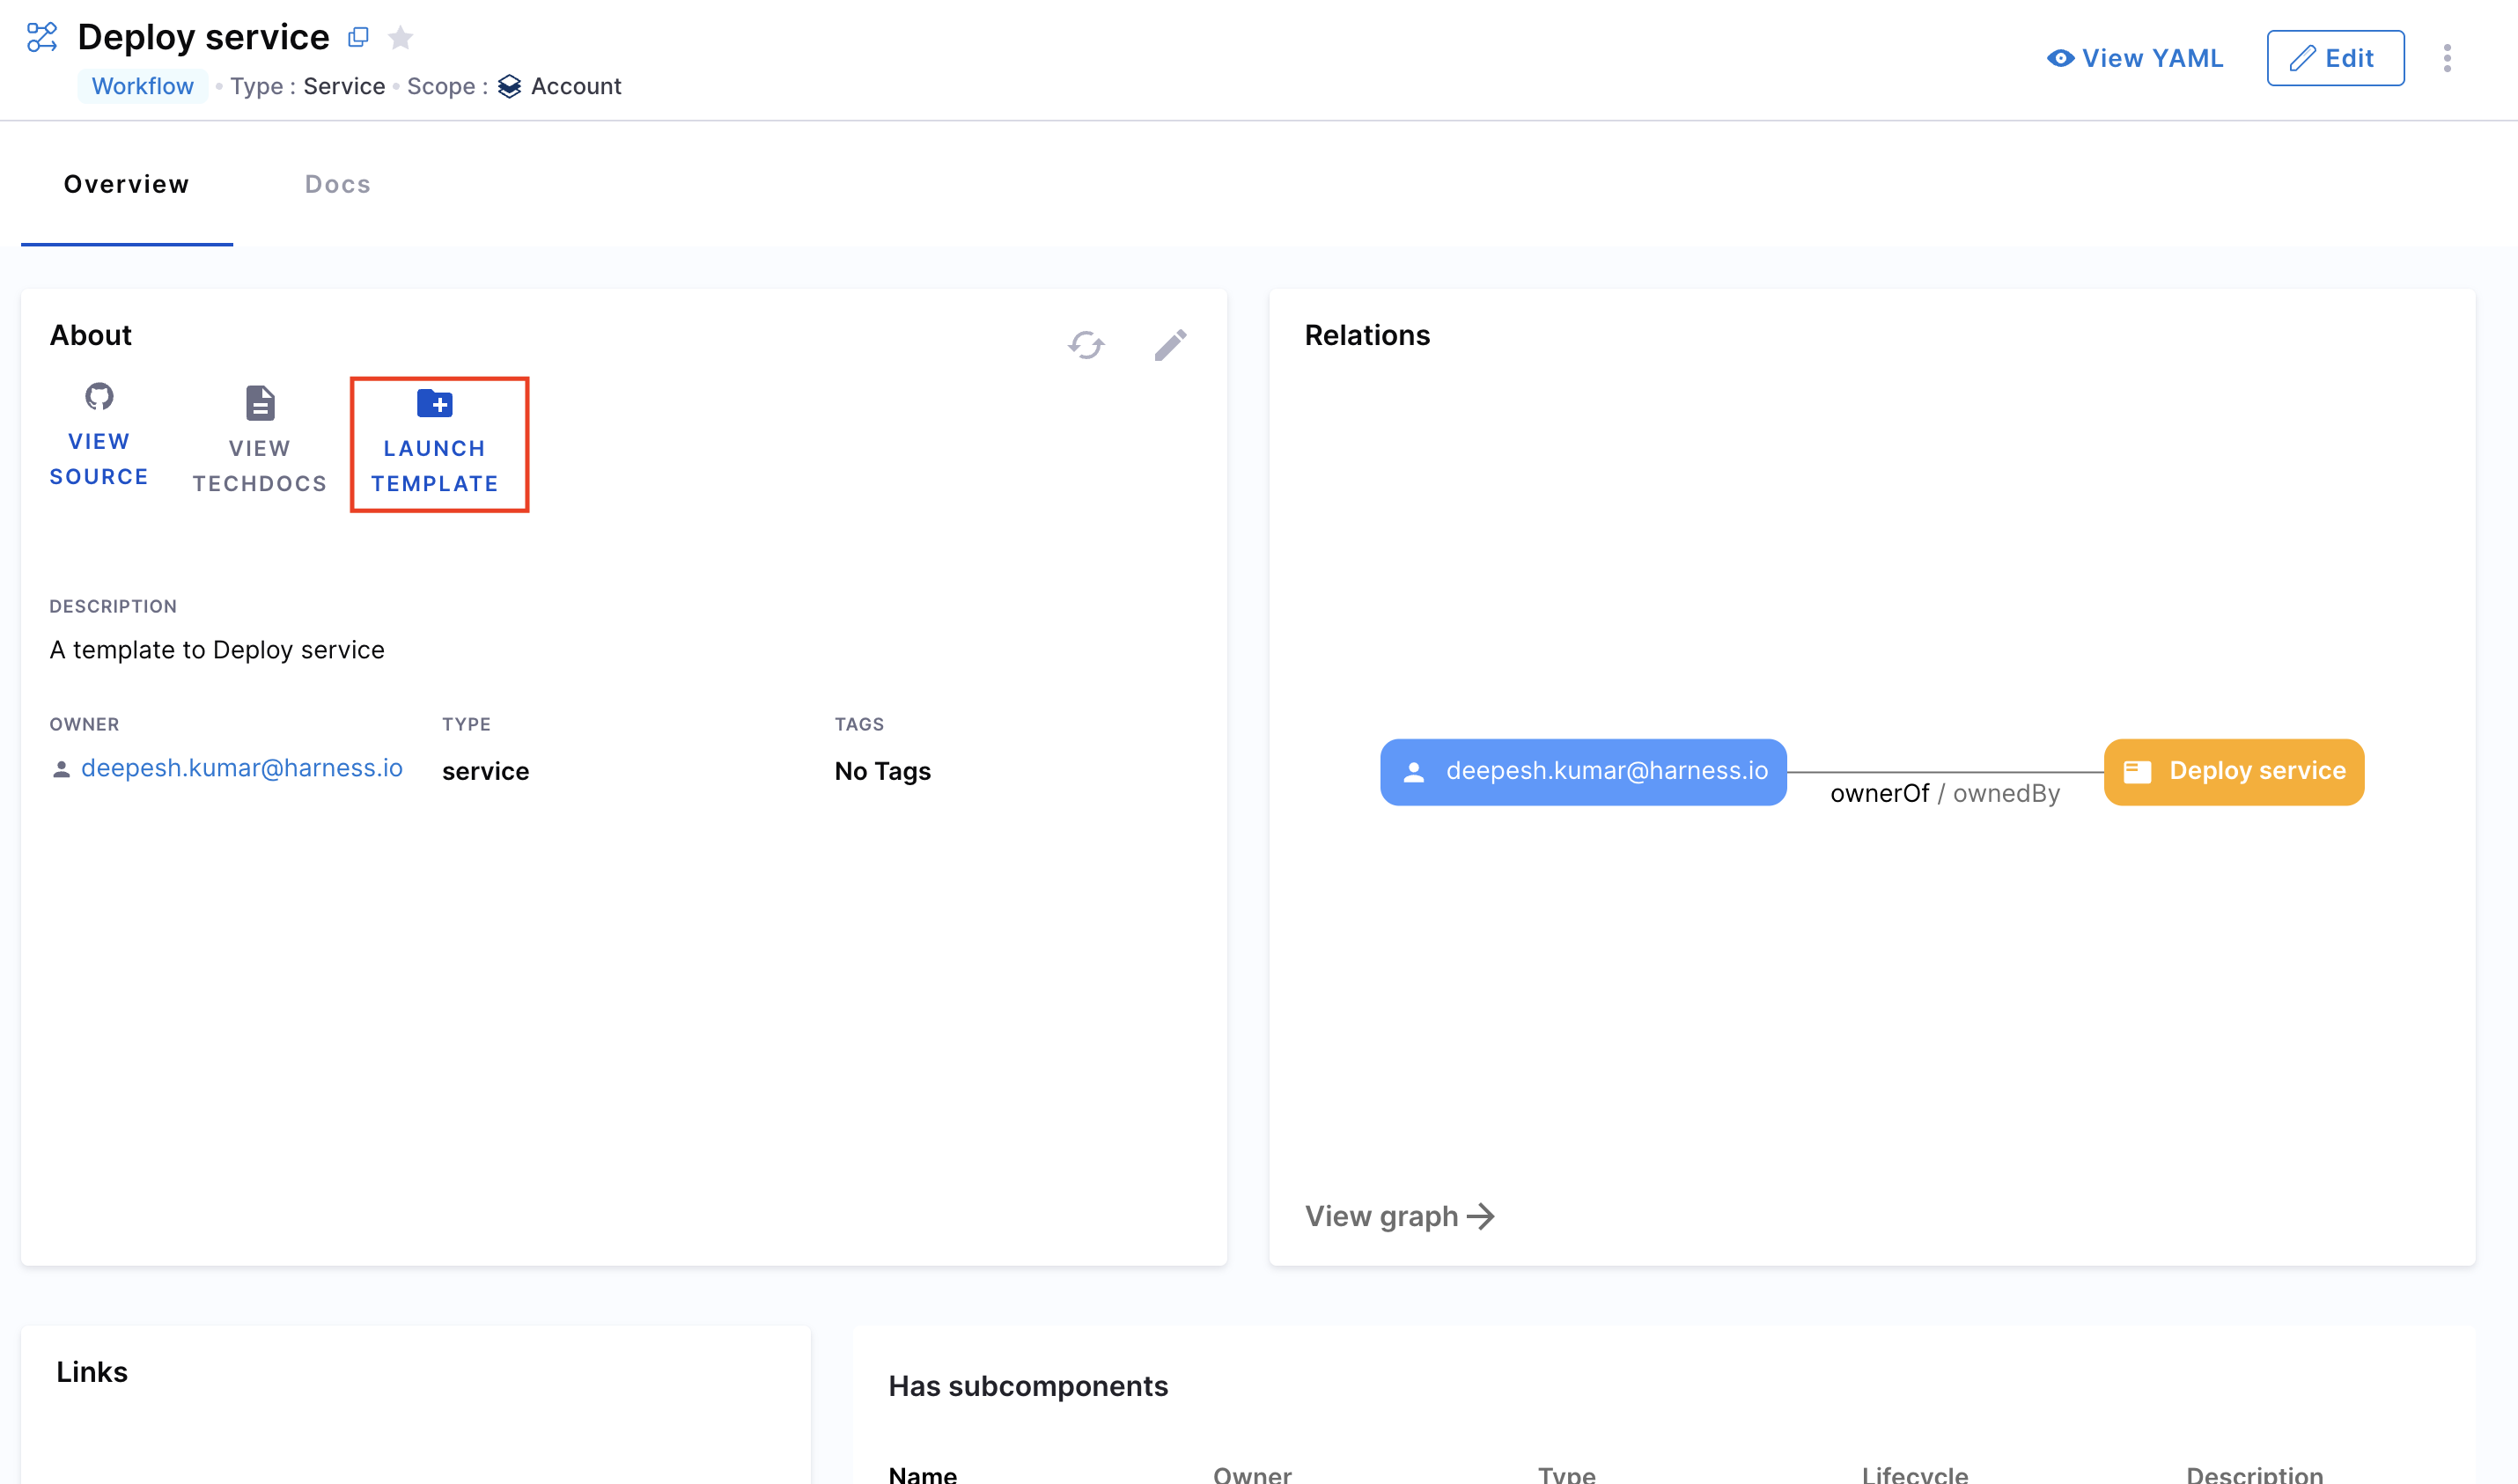 Deploy service
Workflow • Type : Service • Scope : Account
View YAML
Edit
Overview
Docs
About
VIEW
SOURCE
VIEW
TECHDOCS
LAUNCH
TEMPLATE
DESCRIPTION
A template to Deploy service
OWNER
TYPE
TAGS
deepesh.kumar@harness.io
service
No Tags
Relations
deepesh.kumar@harness.io
ownerOf / ownedBy
Deploy service
View graph
Links
Has subcomponents
Name Owner Type Lifecycle Description